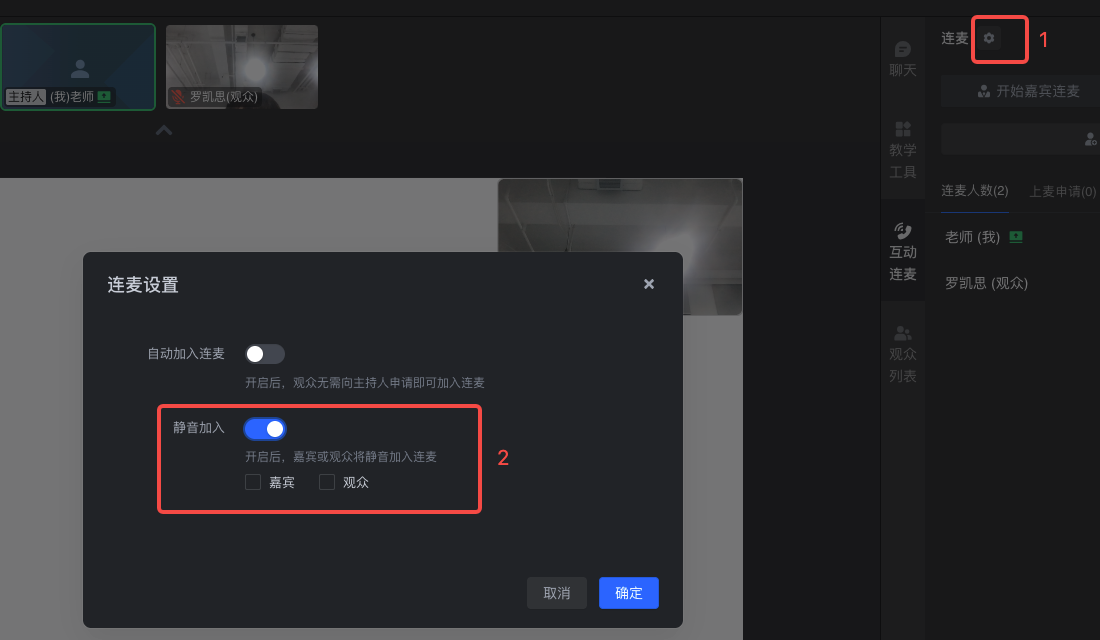 主持人 (我)老师
罗凯思(观众)
聊天
教学
工具
互动
连麦
观众
列表
连麦
1
开始嘉宾连麦
连麦人数(2) 上麦申请(0)
老师 (我)
罗凯思 (观众)
连麦设置
自动加入连麦
开启后，观众无需向主持人申请即可加入连麦
静音加入
开启后，嘉宾或观众将静音加入连麦
嘉宾 观众
2
取消 确定